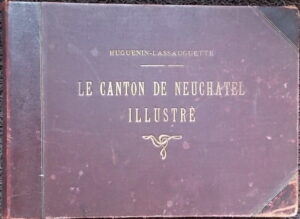 HUGUENIN-LASSAUGUETTE
LE CANTON DE NEUCHATEL
ILLUSTRÉ